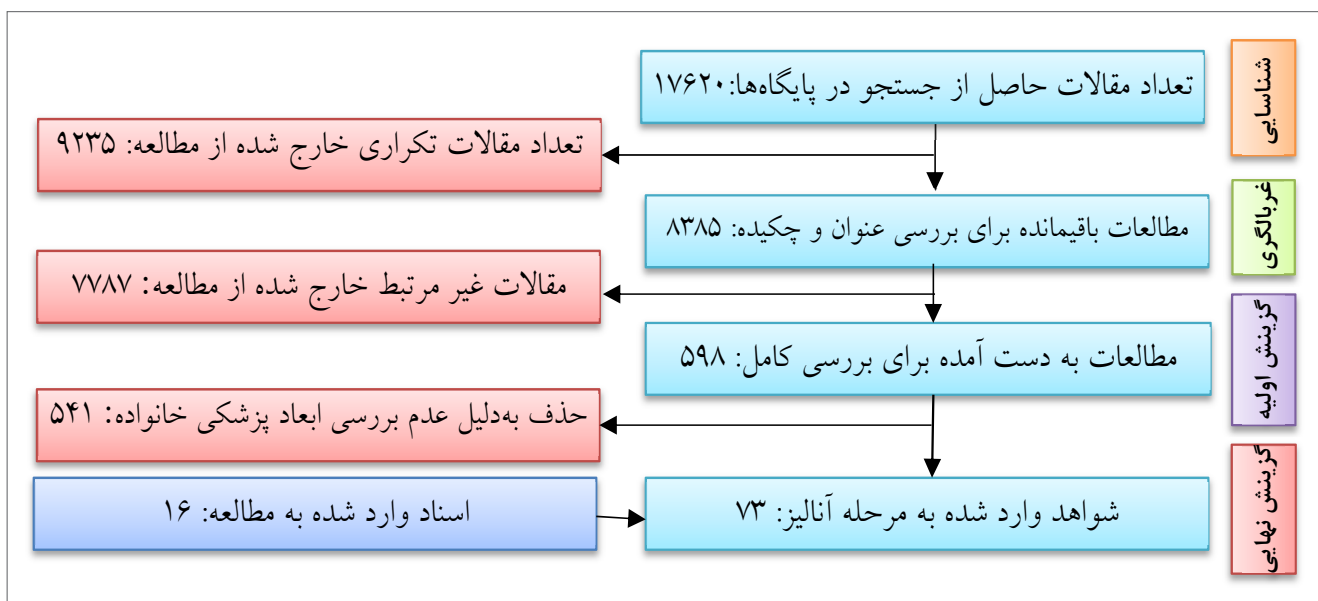 شناسایی
تعداد مقالات حاصل از جستجو در پایگاه‌ها: ۱۷۶۲۰
تعداد مقالات تکراری خارج شده از مطالعه: ۹۲۳۵
غربالگری
مطالعات باقیمانده برای بررسی عنوان و چکیده: ۸۳۸۵
مقالات غیر مرتبط خارج شده از مطالعه: ۷۷۸۷
گزینش اولیه
مطالعات به دست آمده برای بررسی کامل: ۵۹۸
حذف به‌دلیل عدم بررسی ابعاد پزشکی خانواده: ۵۴۱
گزینش نهایی
شواهد وارد شده به مرحله آنالیز: ۷۳
اسناد وارد شده به مطالعه: ۱۶